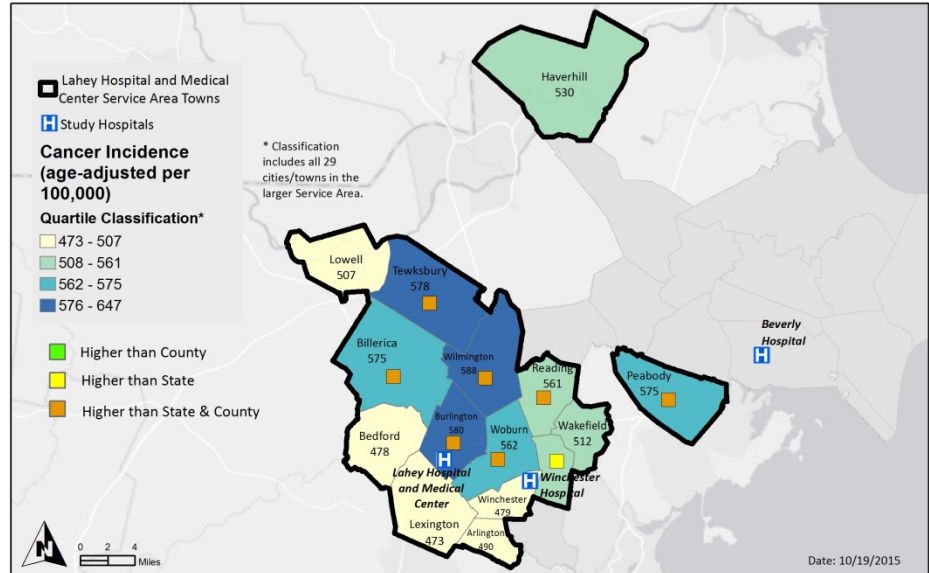 Lahey Hospital and Medical
Center Service Area Towns
H Study Hospitals
Cancer Incidence
(age-adjusted per
100,000)
Quartile Classification*
473 - 507
508 - 561
562 - 575
576 - 647
Higher than County
Higher than State
Higher than State & County
* Classification
includes all 29
cities/towns in the
larger Service Area.
Haverhill
530
Lowell
507
Tewksbury
578
Billerica
575
Wilmington
588
Reading
561
Peabody
575
Beverly
Hospital
H
Burlington
580
Woburn
562
Wakefield
512
Bedford
478
H
Lahey Hospital
and Medical
Center
H
Winchester
Hospital
Winchester
479
Lexington
473
Arlington
490
N
0 2 4
Miles
Date: 10/19/2015